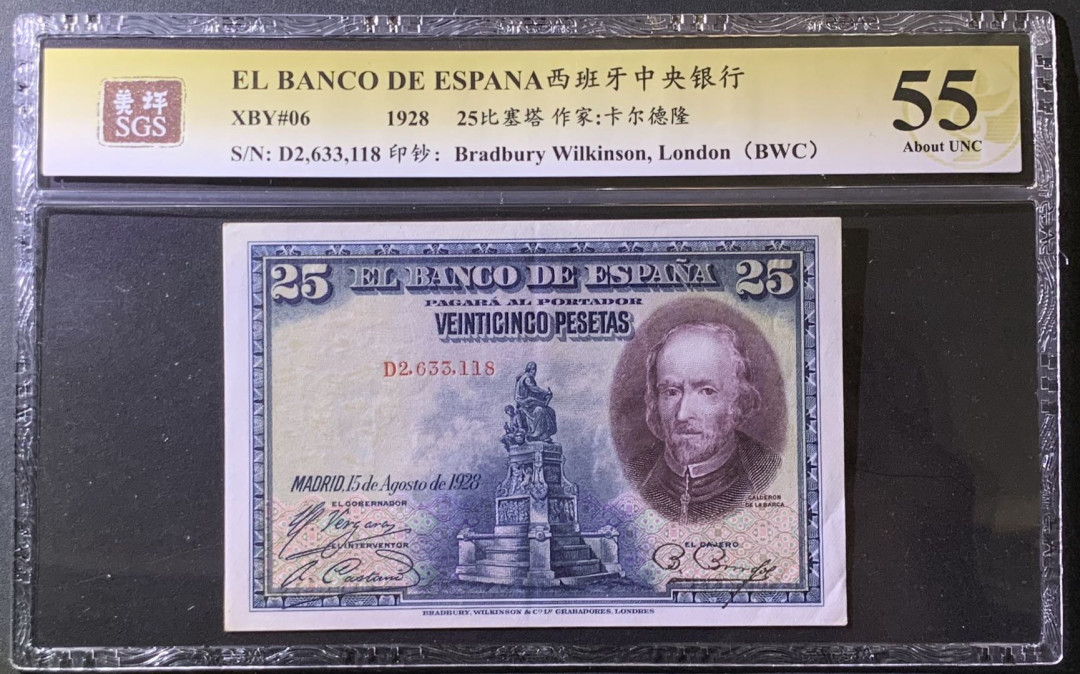 美评
SGS
EL BANCO DE ESPANA西班牙中央银行
XBY#06 1928 25比塞塔 作家:卡尔德隆
S/N: D2,633,118 印钞: Bradbury Wilkinson, London（BWC）
55
About UNC
25 EL BANCO DE ESPAÑA 25
PAGARÁ AL PORTADOR
VEINTICINCO PESETAS
D2,633,118
MADRID, 15 de Agosto de 1928
CALDERON
DE LA BARCA
EL GOBERNADOR
EL INTERVENTOR
EL CAJERO
BRADBURY, WILKINSON & Cº Lᵈ GRABADORES, LONDRES